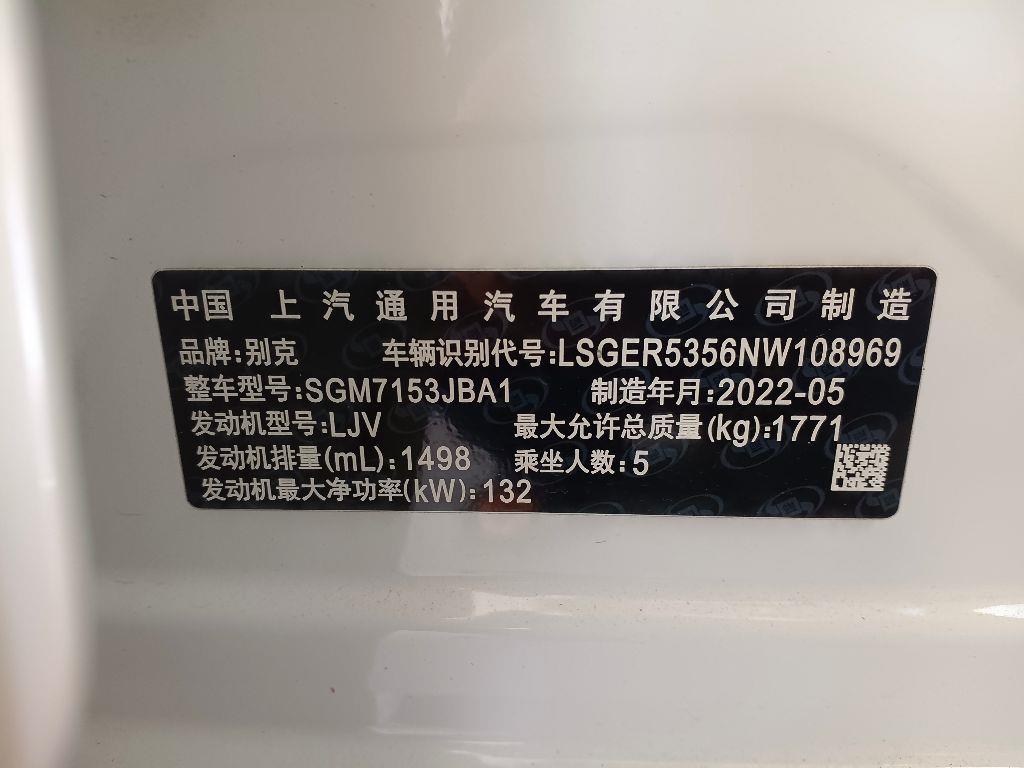 中国 上汽通用汽车有限公司制造
品牌:别克 车辆识别代号:LSGER5356NW108969
整车型号:SGM7153JBA1 制造年月:2022-05
发动机型号:LJV 最大允许总质量(kg):1771
发动机排量(mL):1498 乘坐人数:5
发动机最大净功率(kW):132